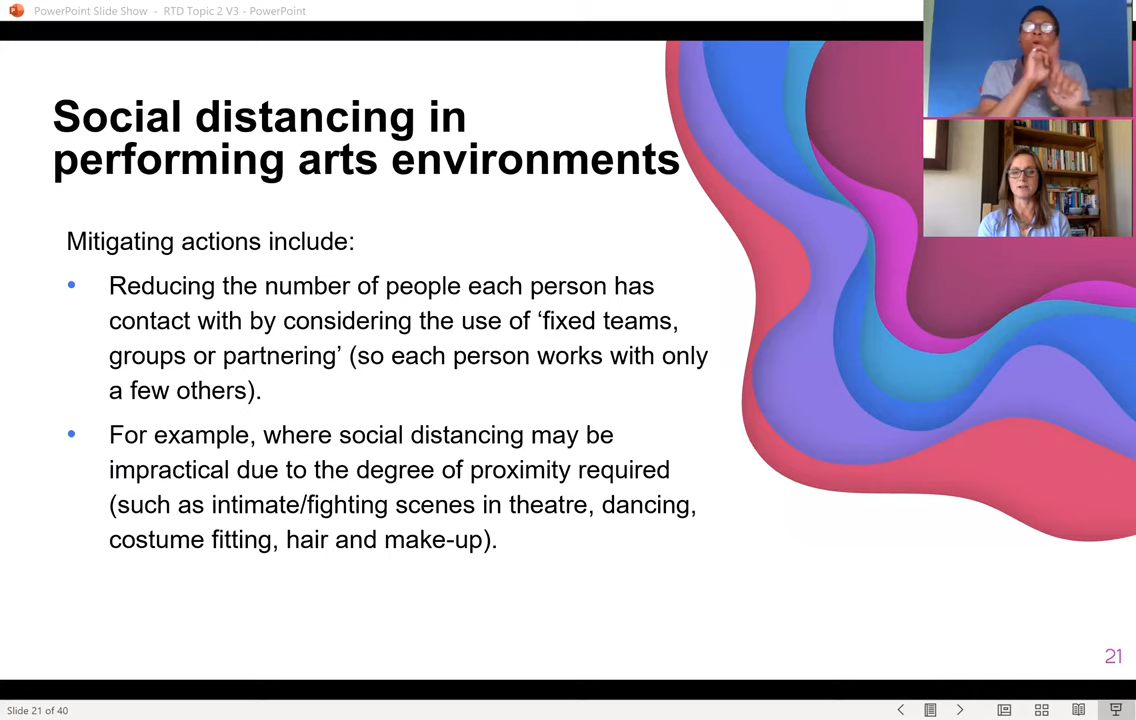 PowerPoint Slide Show - RTD Topic 2 V3 - PowerPoint
Social distancing in
performing arts environments
Mitigating actions include:
• Reducing the number of people each person has
contact with by considering the use of ‘fixed teams,
groups or partnering’ (so each person works with only
a few others).
• For example, where social distancing may be
impractical due to the degree of proximity required
(such as intimate/fighting scenes in theatre, dancing,
costume fitting, hair and make-up).
21
Slide 21 of 40